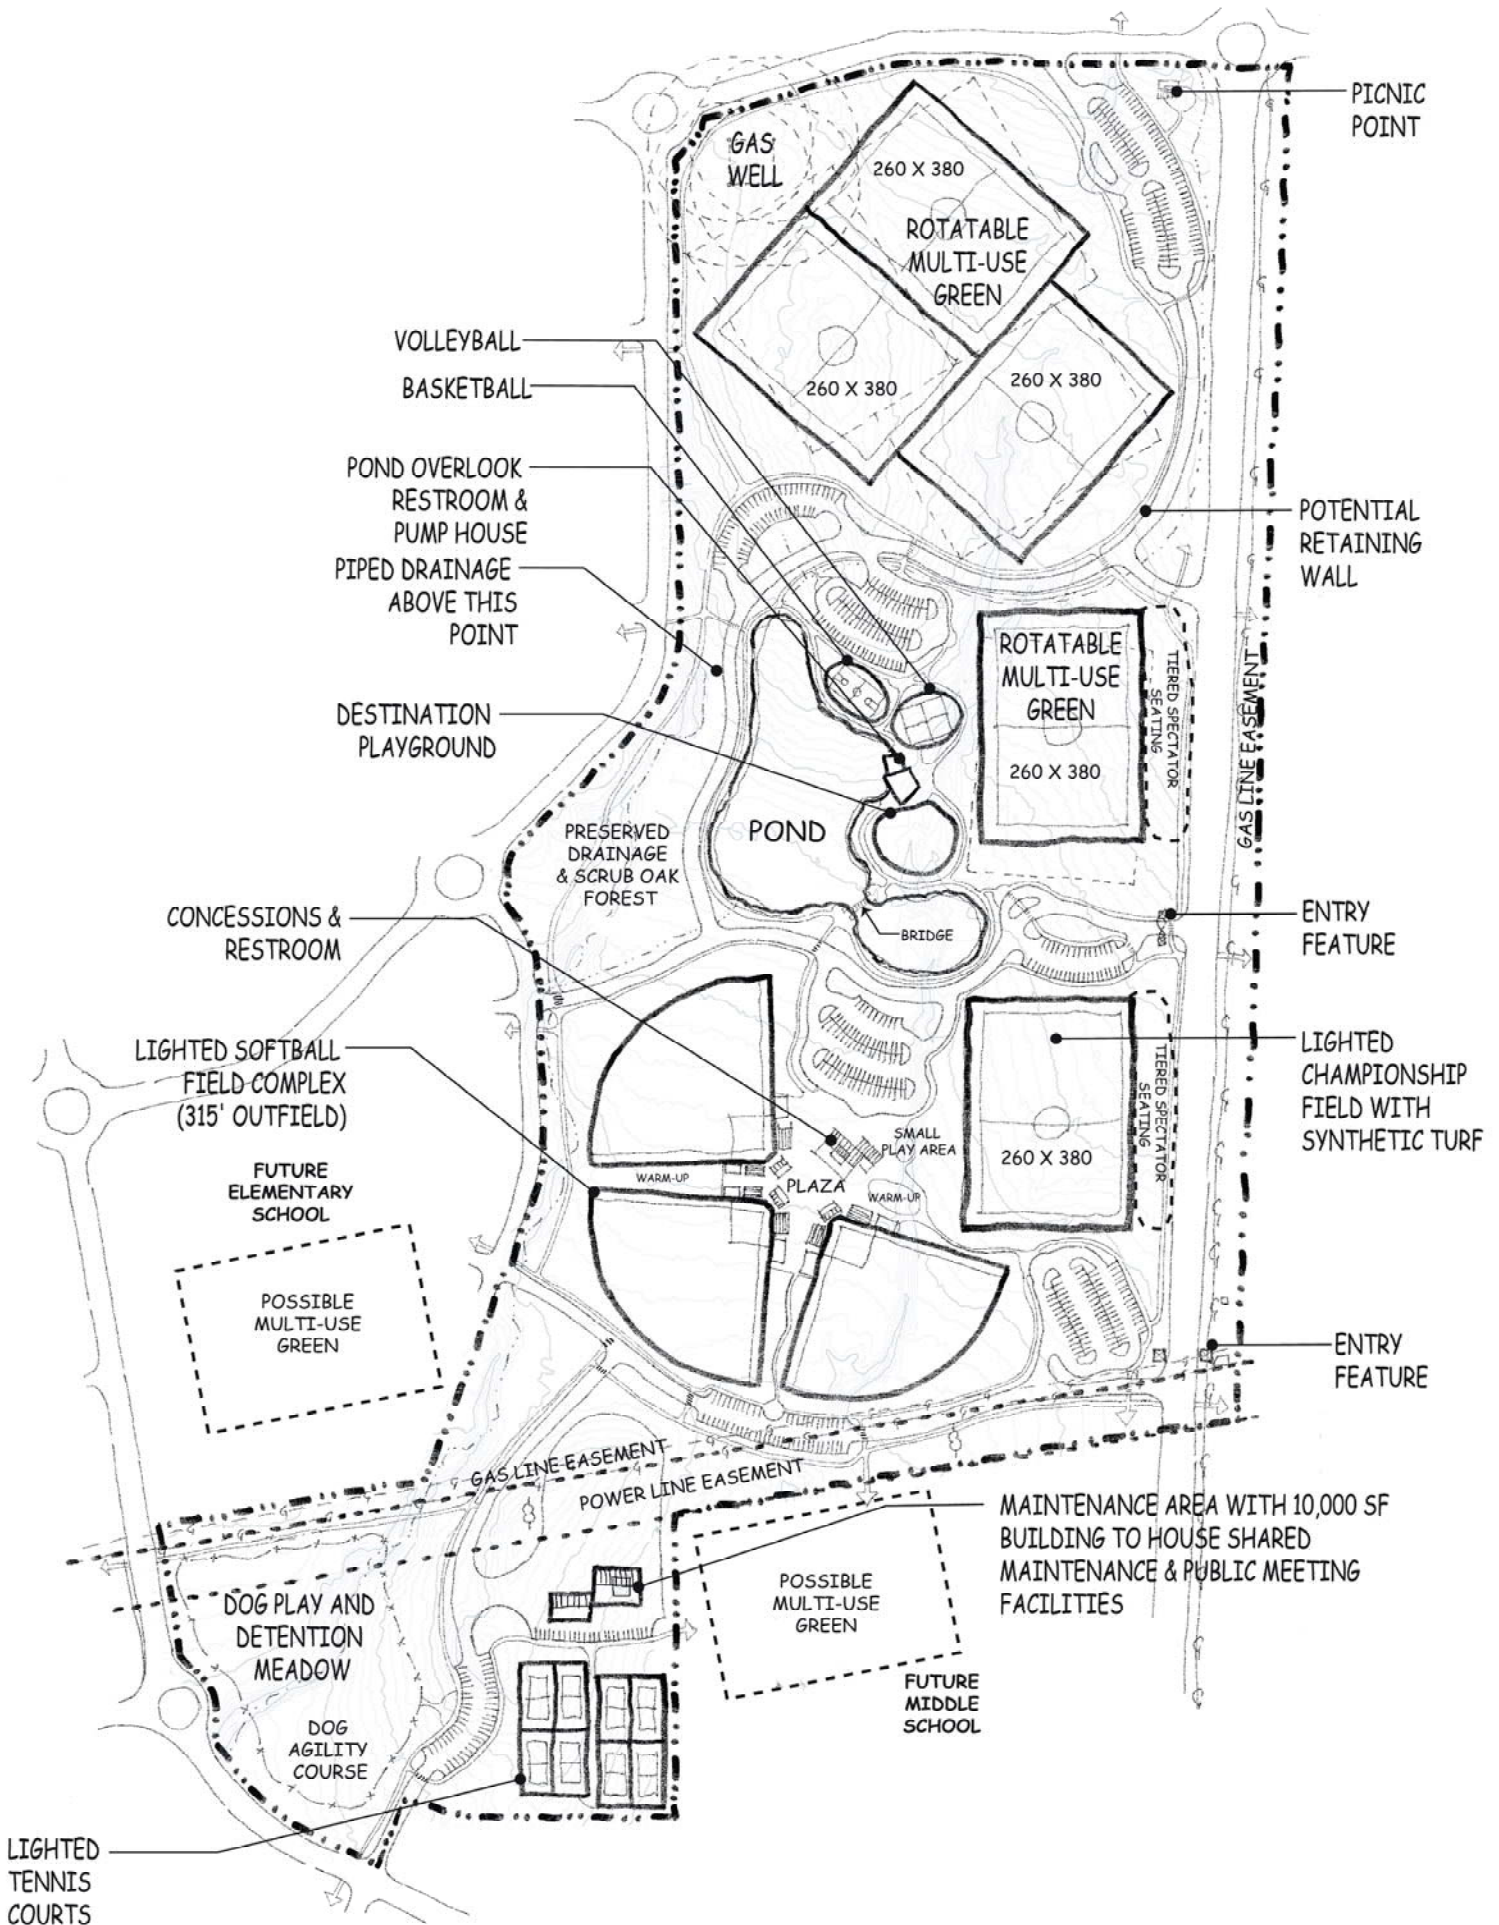 PICNIC
POINT
GAS
WELL
260 X 380
ROTATABLE
MULTI-USE
GREEN
260 X 380
260 X 380
VOLLEYBALL
BASKETBALL
POND OVERLOOK
RESTROOM &
PUMP HOUSE
PIPED DRAINAGE
ABOVE THIS
POINT
POTENTIAL
RETAINING
WALL
ROTATABLE
MULTI-USE
GREEN
260 X 380
TIERED SPECTATOR
SEATING
GAS LINE EASEMENT
DESTINATION
PLAYGROUND
POND
PRESERVED
DRAINAGE
& SCRUB OAK
FOREST
BRIDGE
CONCESSIONS &
RESTROOM
ENTRY
FEATURE
LIGHTED SOFTBALL
FIELD COMPLEX
(315' OUTFIELD)
LIGHTED
CHAMPIONSHIP
FIELD WITH
SYNTHETIC TURF
TIERED SPECTATOR
SEATING
260 X 380
SMALL
PLAY AREA
WARM-UP
PLAZA
WARM-UP
FUTURE
ELEMENTARY
SCHOOL
POSSIBLE
MULTI-USE
GREEN
ENTRY
FEATURE
GAS LINE EASEMENT
POWER LINE EASEMENT
MAINTENANCE AREA WITH 10,000 SF
BUILDING TO HOUSE SHARED
MAINTENANCE & PUBLIC MEETING
FACILITIES
POSSIBLE
MULTI-USE
GREEN
FUTURE
MIDDLE
SCHOOL
DOG PLAY AND
DETENTION
MEADOW
DOG
AGILITY
COURSE
LIGHTED
TENNIS
COURTS